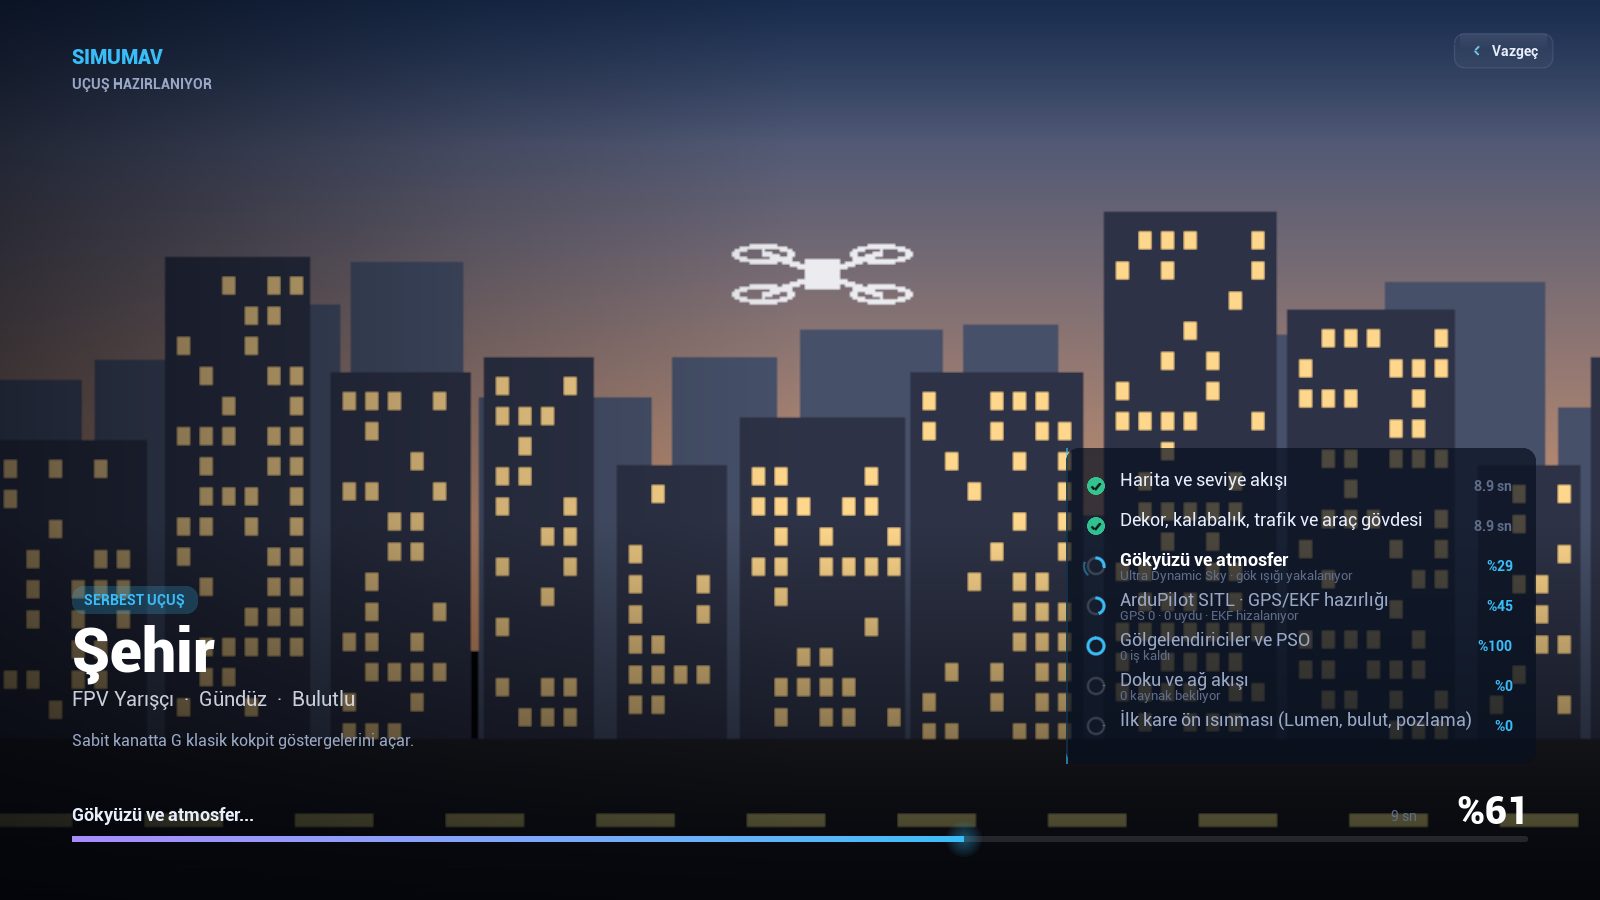 SIMUMAV
UÇUŞ HAZIRLANIYOR
Vazgeç
Harita ve seviye akışı 8.9 sn
Dekor, kalabalık, trafik ve araç gövdesi 8.9 sn
Gökyüzü ve atmosfer %29
Ultra Dynamic Sky · gök ışığı yakalanıyor
ArduPilot SITL · GPS/EKF hazırlığı %45
GPS 0 · 0 uydu · EKF hizalanıyor
Gölgelendiriciler ve PSO %100
0 iş kaldı
Doku ve ağ akışı %0
0 kaynak bekliyor
İlk kare ön ısınması (Lumen, bulut, pozlama) %0
SERBEST UÇUŞ
Şehir
FPV Yarışçı · Gündüz · Bulutlu
Sabit kanatta G klasik kokpit göstergelerini açar.
Gökyüzü ve atmosfer... 9 sn %61